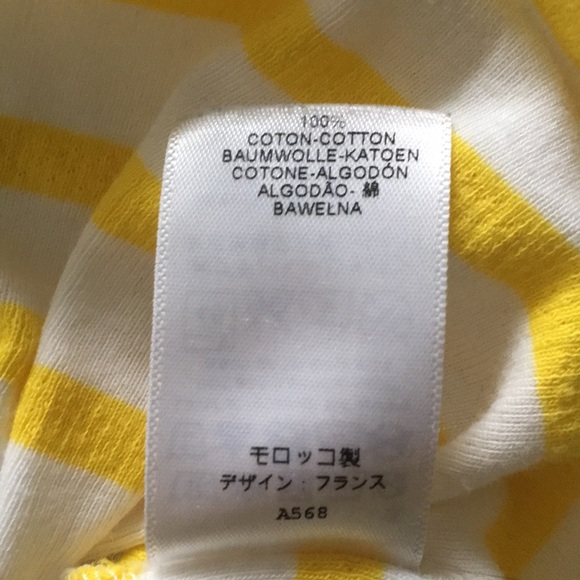 100%
COTON-COTTON
BAUMWOLLE-KATOEN
COTONE-ALGODÓN
ALGODÃO- 綿
BAWEŁNA
モロッコ製
デザイン : フランス
A568